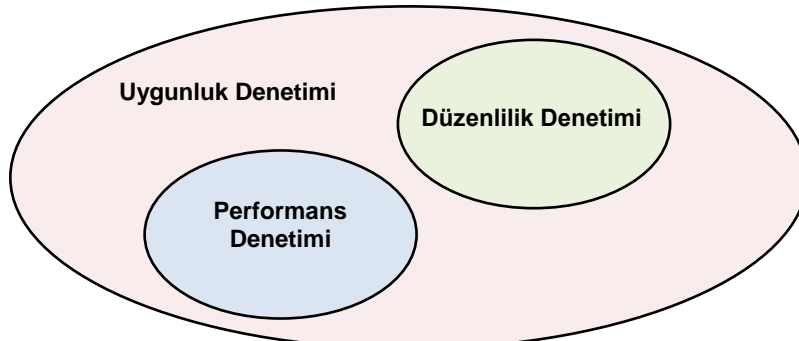 Uygunluk Denetimi
Düzenlilik Denetimi
Performans
Denetimi